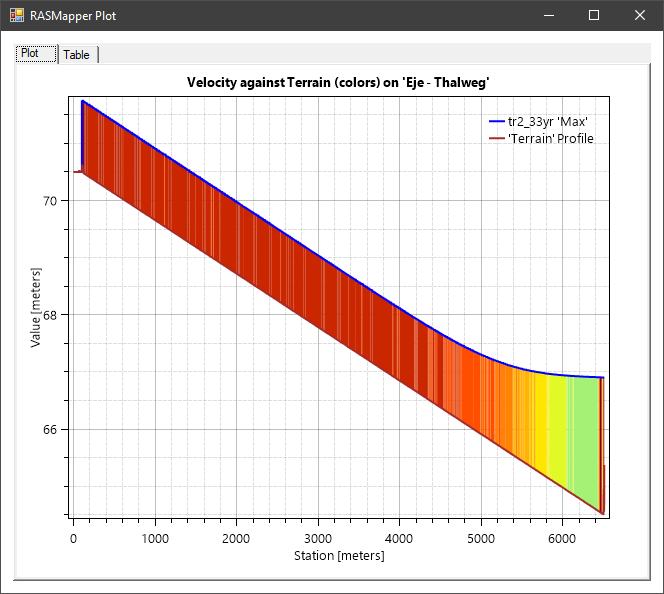 RASMapper Plot
Plot
Table
Velocity against Terrain (colors) on 'Eje - Thalweg'
tr2_33yr 'Max'
'Terrain' Profile
70
68
66
Value [meters]
0 1000 2000 3000 4000 5000 6000
Station [meters]